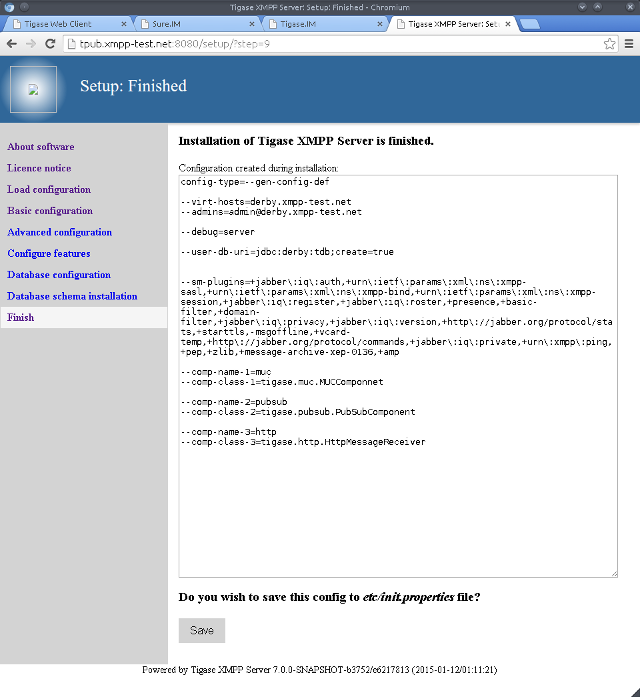 Tigase XMPP Server: Setup: Finished - Chromium
Tigase Web Client
Sure.IM
Tigase.IM
Tigase XMPP Server: Set
tpub.xmpp-test.net:8080/setup/?step=9
Setup: Finished
About software
Licence notice
Load configuration
Basic configuration
Advanced configuration
Configure features
Database configuration
Database schema installation
Finish
Installation of Tigase XMPP Server is finished.
Configuration created during installation:
config-type=--gen-config-def
--virt-hosts=derby.xmpp-test.net
--admins=admin@derby.xmpp-test.net
--debug=server
--user-db-uri=jdbc:derby:tdb;create=true
--sm-plugins=+jabber\:iq\:auth,+urn\:ietf\:params\:xml\:ns\:xmpp-
sasl,+urn\:ietf\:params\:xml\:ns\:xmpp-bind,+urn\:ietf\:params\:xml\:ns\:xmpp-
session,+jabber\:iq\:register,+jabber\:iq\:roster,+presence,+basic-
filter,+domain-
filter,+jabber\:iq\:privacy,+jabber\:iq\:version,+http\://jabber.org/protocol/sta
ts,+starttls,-msgoffline,+vcard-
temp,+http\://jabber.org/protocol/commands,+jabber\:iq\:private,+urn\:xmpp\:ping,
+pep,+zlib,+message-archive-xep-0136,+amp
--comp-name-1=muc
--comp-class-1=tigase.muc.MUCComponnet
--comp-name-2=pubsub
--comp-class-2=tigase.pubsub.PubSubComponent
--comp-name-3=http
--comp-class-3=tigase.http.HttpMessageReceiver
Do you wish to save this config to etc/init.properties file?
Save
Powered by Tigase XMPP Server 7.0.0-SNAPSHOT-b3752/e6217813 (2015-01-12/01:11:21)